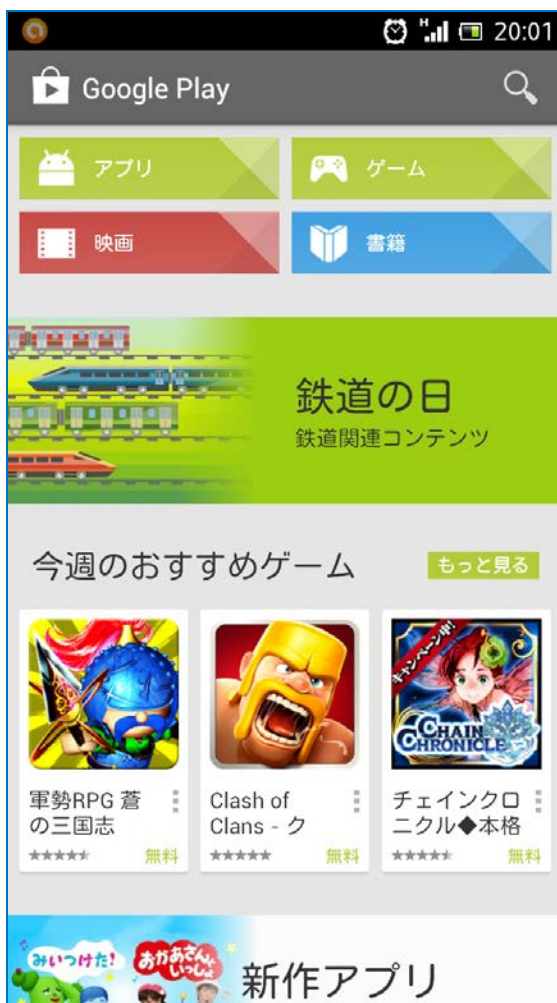 H 20:01
Google Play
アプリ
ゲーム
映画
書籍
鉄道の日
鉄道関連コンテンツ
今週のおすすめゲーム
もっと見る
キャンペーン中!
CHAIN
CHRONICLE
軍勢RPG 蒼
の三国志
無料
Clash of
Clans - ク
無料
チェインクロ
ニクル◆本格
無料
みいつけた!
おかあさんと
いっしょ
新作アプリ